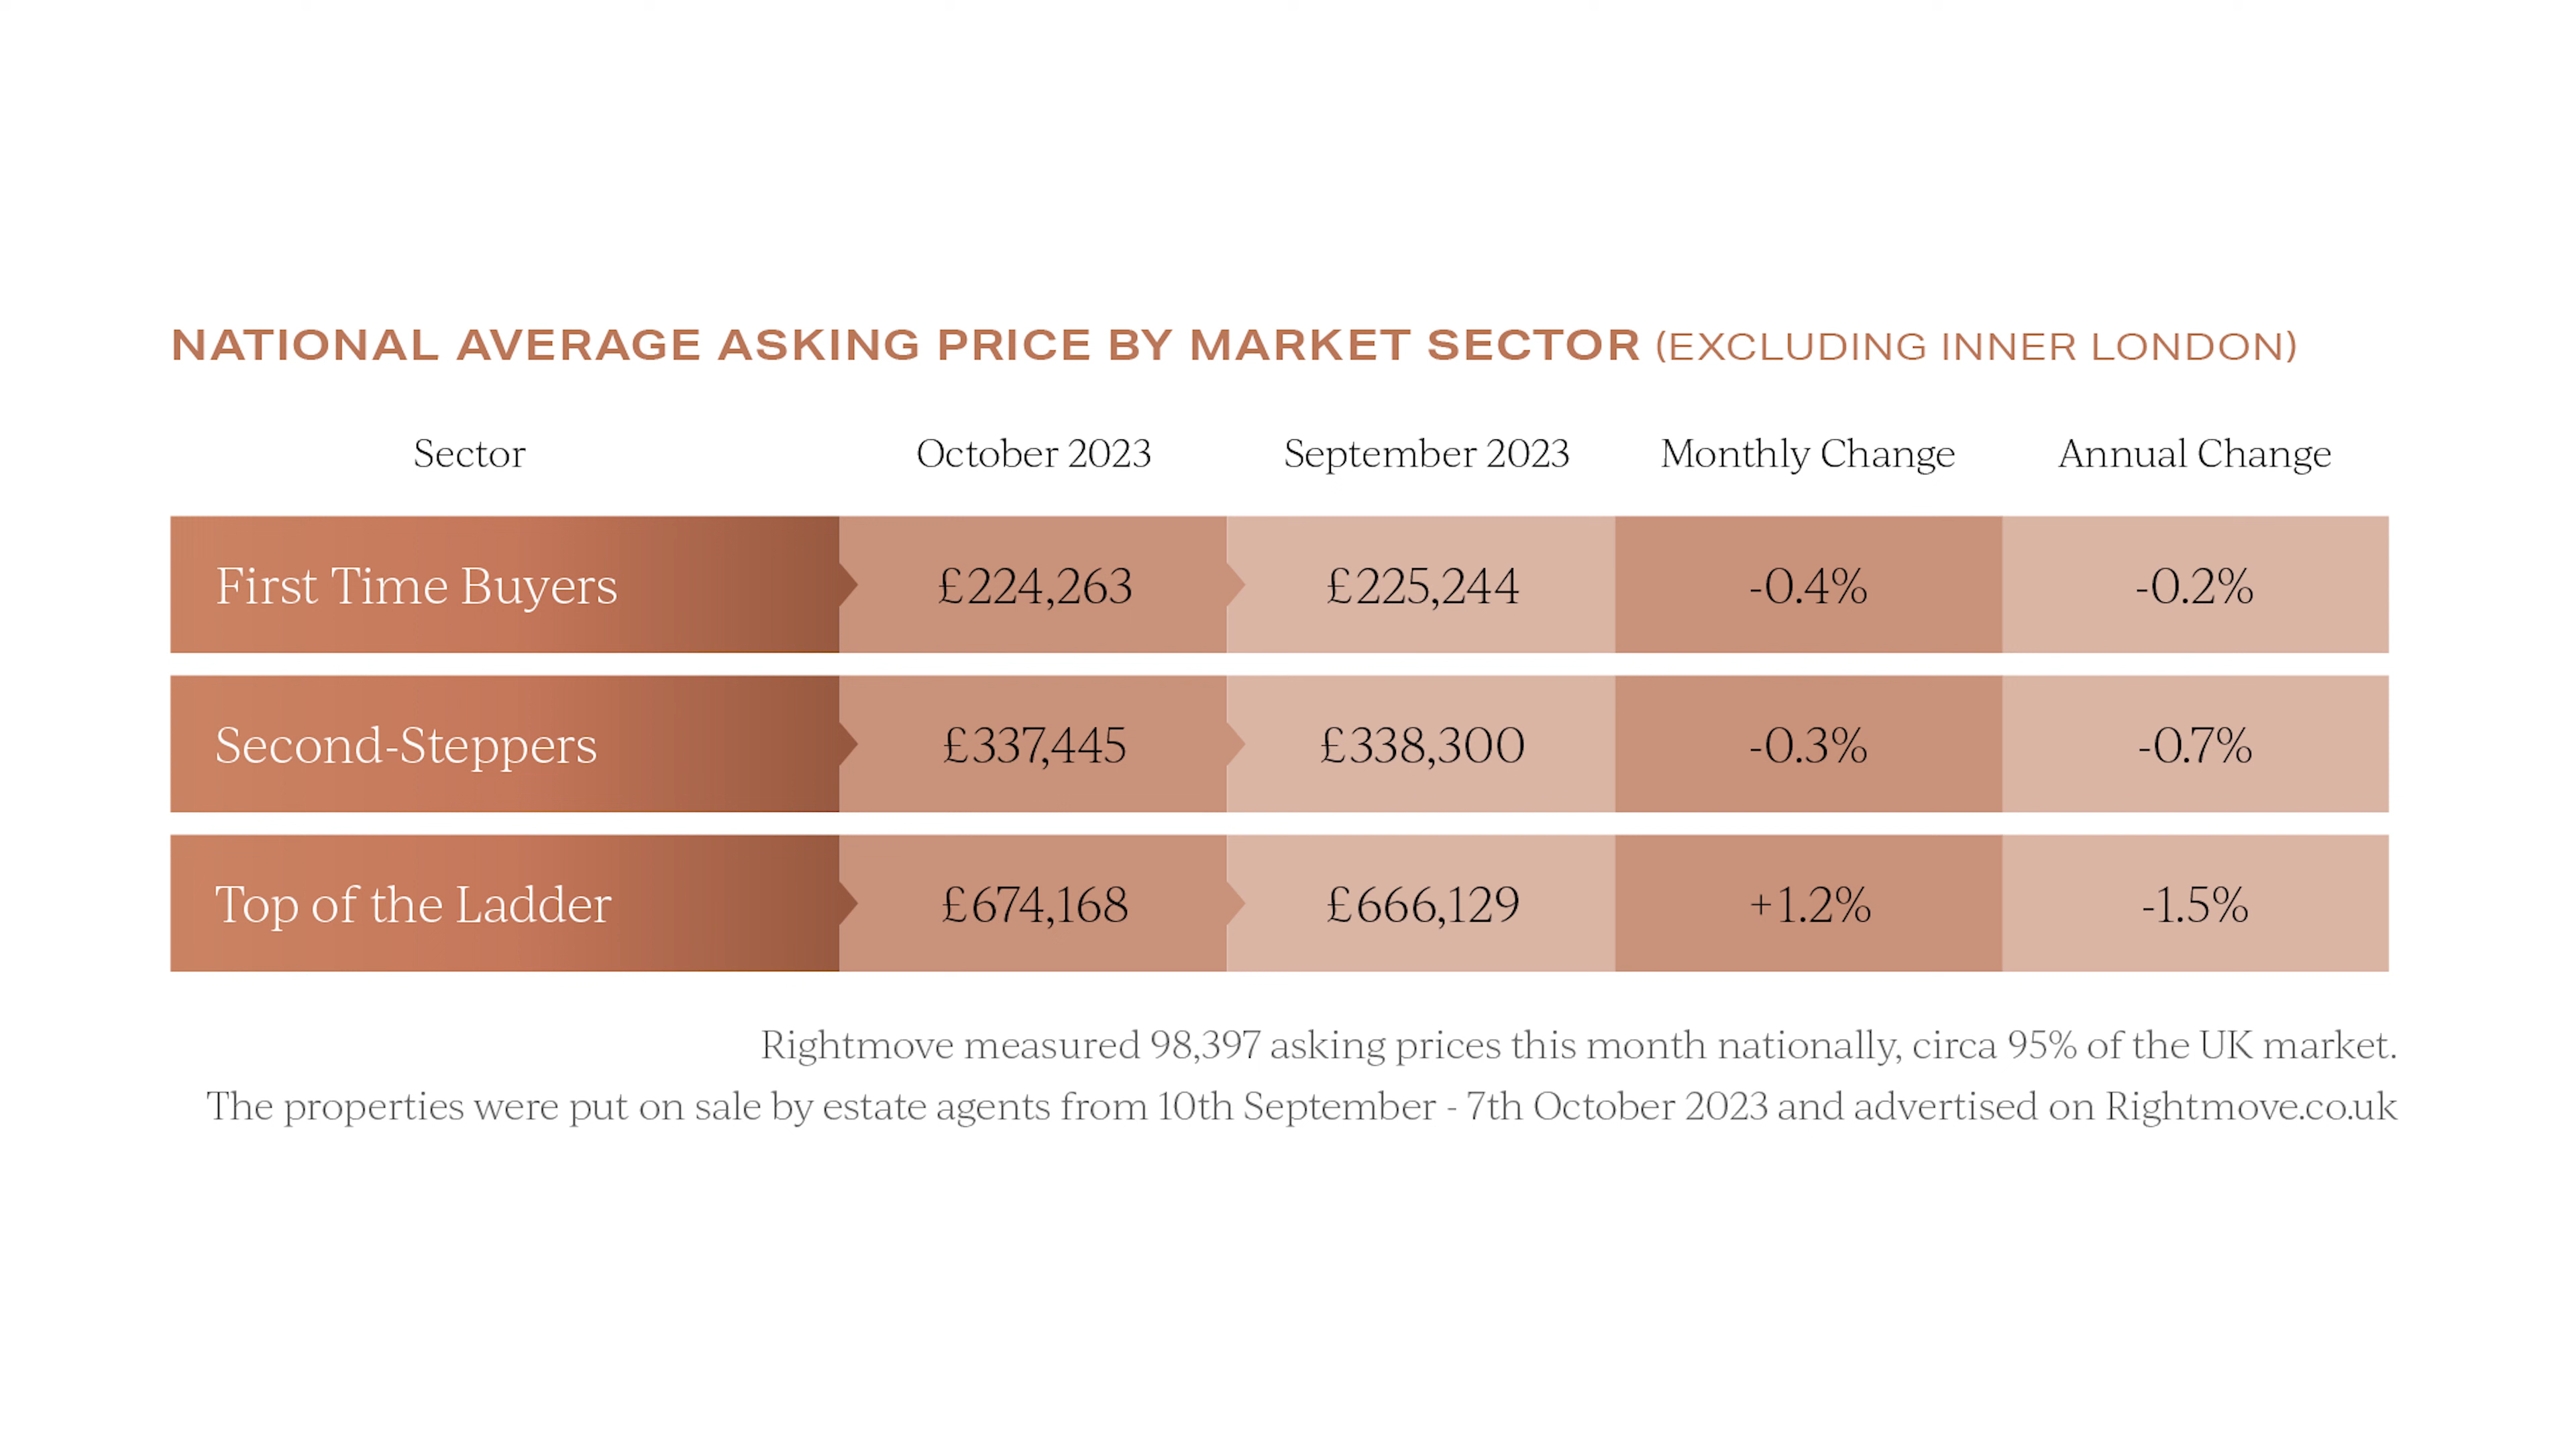 NATIONAL AVERAGE ASKING PRICE BY MARKET SECTOR (EXCLUDING INNER LONDON)
Sector October 2023 September 2023 Monthly Change Annual Change
First Time Buyers £224,263 £225,244 -0.4% -0.2%
Second-Steppers £337,445 £338,300 -0.3% -0.7%
Top of the Ladder £674,168 £666,129 +1.2% -1.5%
Rightmove measured 98,397 asking prices this month nationally, circa 95% of the UK market.
The properties were put on sale by estate agents from 10th September - 7th October 2023 and advertised on Rightmove.co.uk